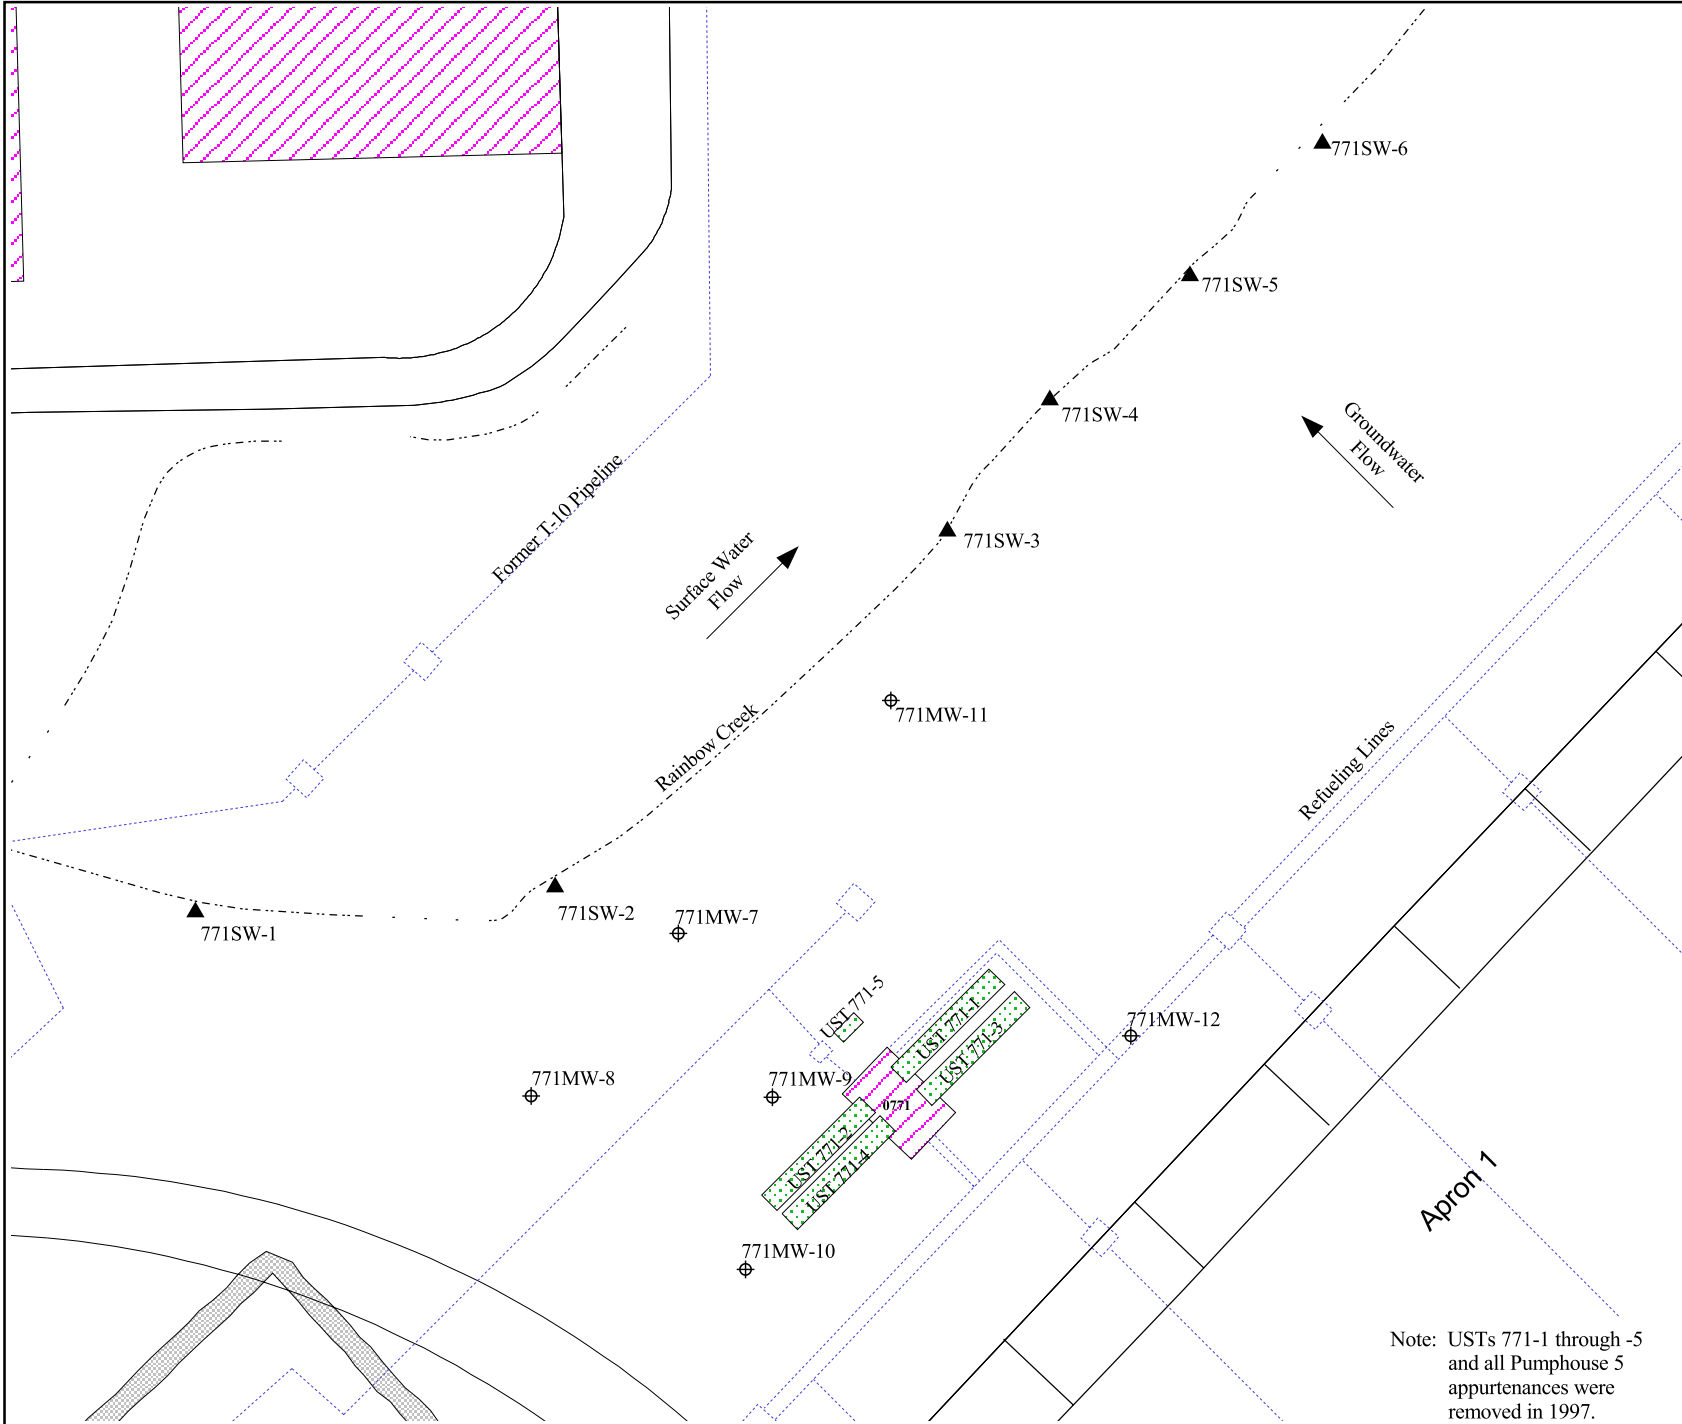 771SW-6
771SW-5
771SW-4
Groundwater
Flow
Former T-10 Pipeline
771SW-3
Surface Water
Flow
771MW-11
Rainbow Creek
Refueling Lines
771SW-2
771MW-7
771SW-1
UST 771-5
UST 771-1
771MW-12
UST 771-3
771MW-8
771MW-9
0771
UST 771-2
UST 771-4
Apron 1
771MW-10
Note: USTs 771-1 through -5
and all Pumphouse 5
appurtenances were
removed in 1997.